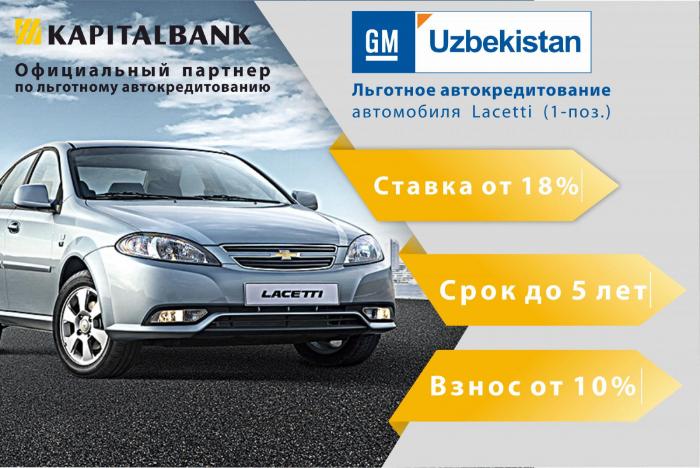 KAPITALBANK
Официальный партнер
по льготному автокредитованию
GM Uzbekistan
Льготное автокредитование
автомобиля Lacetti (1-поз.)
Ставка от 18%
LACETTI
Срок до 5 лет
Взнос от 10%